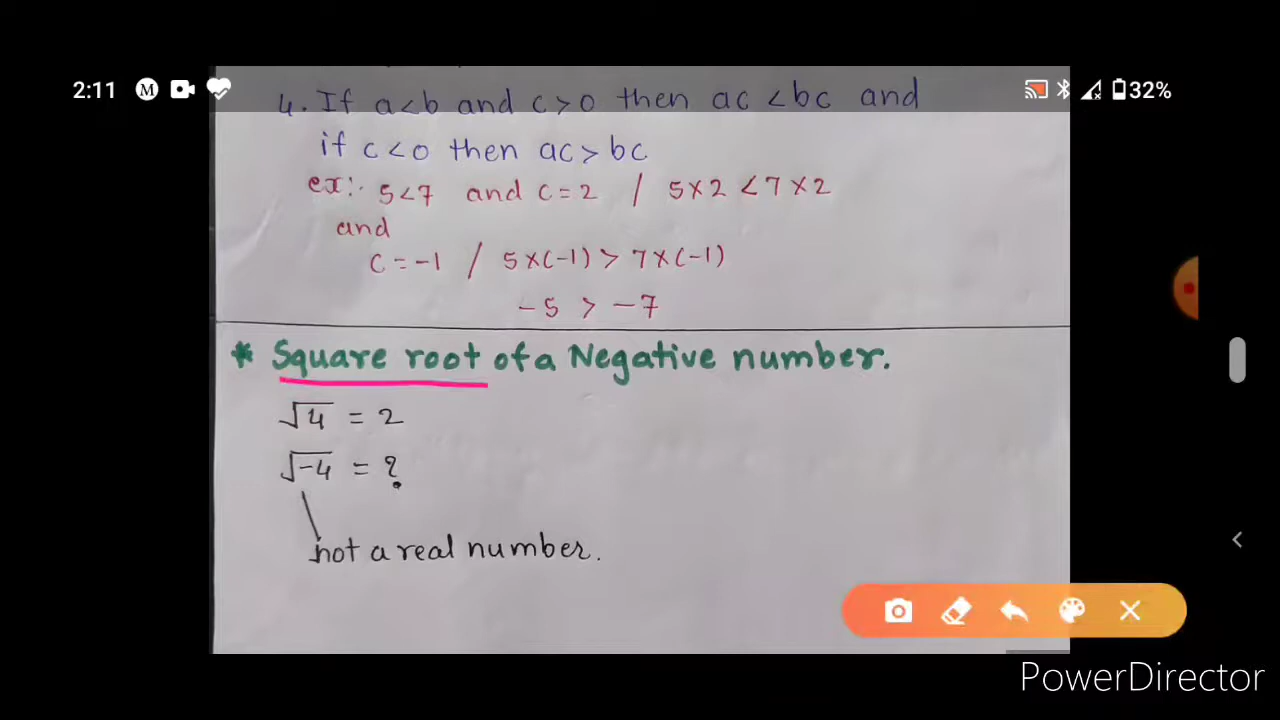 2:11 M 32%
4. If a<b and c>0 then ac <bc and
if c<0 then ac> bc
ex:- 5<7 and c=2 / 5×2 <7×2
and
c=-1 / 5×(-1)> 7×(-1)
-5 > -7
* Square root of a Negative number.
√4 = 2
√-4 = ?
not a real number.
PowerDirector